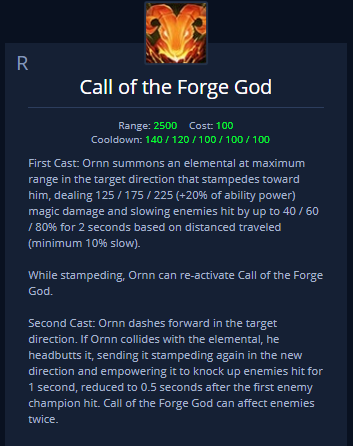 R
Call of the Forge God
Range: 2500 Cost: 100
Cooldown: 140 / 120 / 100 / 100 / 100
First Cast: Ornn summons an elemental at maximum
range in the target direction that stampedes toward
him, dealing 125 / 175 / 225 (+20% of ability power)
magic damage and slowing enemies hit by up to 40 / 60
/ 80% for 2 seconds based on distanced traveled
(minimum 10% slow).
While stampeding, Ornn can re-activate Call of the Forge
God.
Second Cast: Ornn dashes forward in the target
direction. If Ornn collides with the elemental, he
headbutts it, sending it stampeding again in the new
direction and empowering it to knock up enemies hit for
1 second, reduced to 0.5 seconds after the first enemy
champion hit. Call of the Forge God can affect enemies
twice.